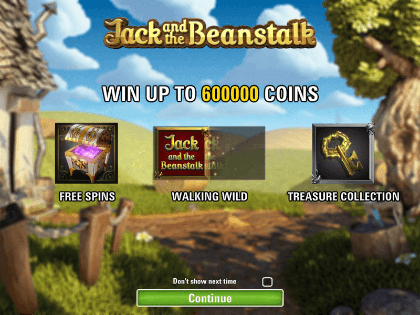 Jack and the Beanstalk
WIN UP TO 600000 COINS
Jack
and the
Beanstalk
FREE SPINS
WALKING WILD
TREASURE COLLECTION
Don't show next time
Continue